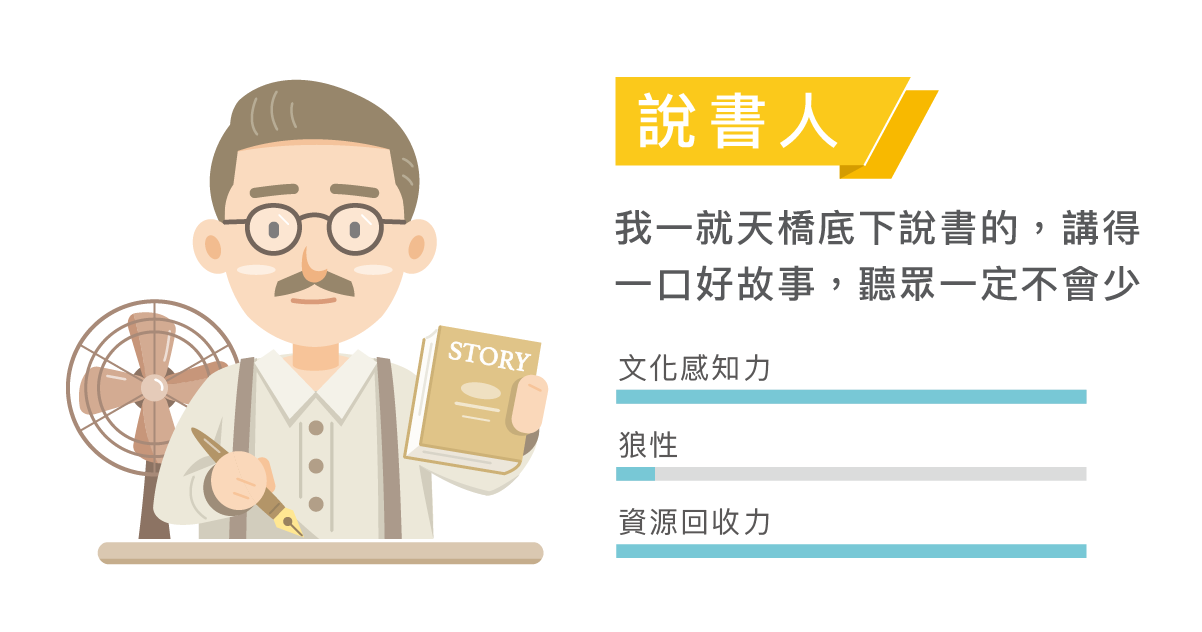 STORY
說書人
我一就天橋底下說書的，講得
一口好故事，聽眾一定不會少
文化感知力
狼性
資源回收力